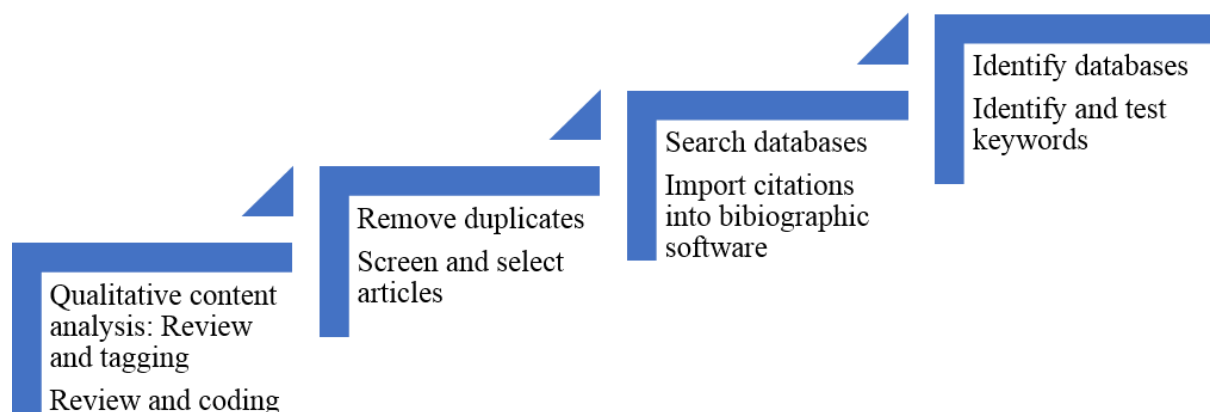 Qualitative content
analysis: Review
and tagging
Review and coding
Remove duplicates
Screen and select
articles
Search databases
Import citations
into bibiographic
software
Identify databases
Identify and test
keywords